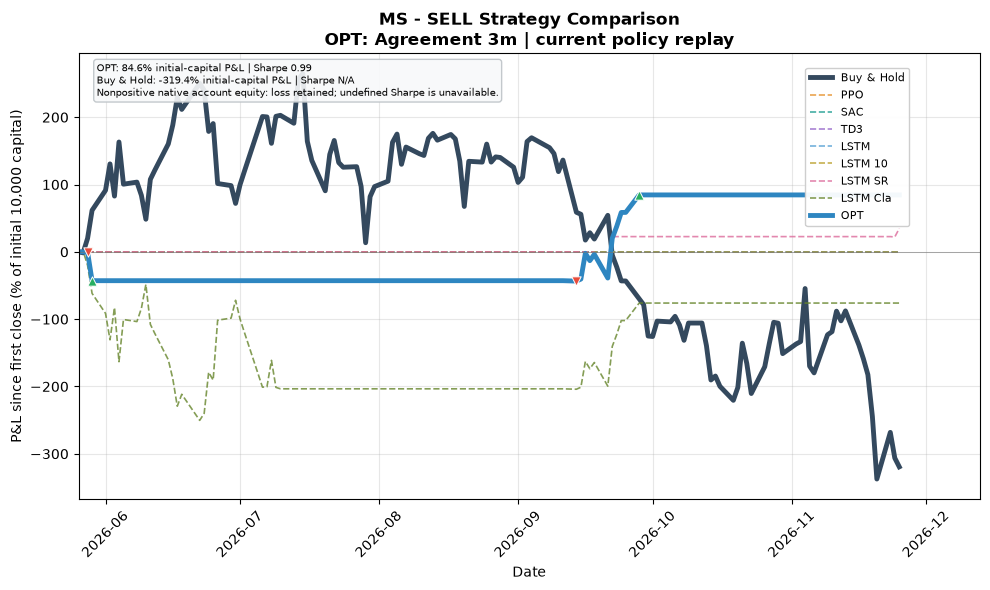 MS - SELL Strategy Comparison
OPT: Agreement 3m | current policy replay
OPT: 84.6% initial-capital P&L | Sharpe 0.99
Buy & Hold: -319.4% initial-capital P&L | Sharpe N/A
Nonpositive native account equity: loss retained; undefined Sharpe is unavailable.
Buy & Hold
PPO
SAC
TD3
LSTM
LSTM 10
LSTM SR
LSTM Cla
OPT
P&L since first close (% of initial 10,000 capital)
200
100
0
−100
−200
−300
2026-06
2026-07
2026-08
2026-09
2026-10
2026-11
2026-12
Date